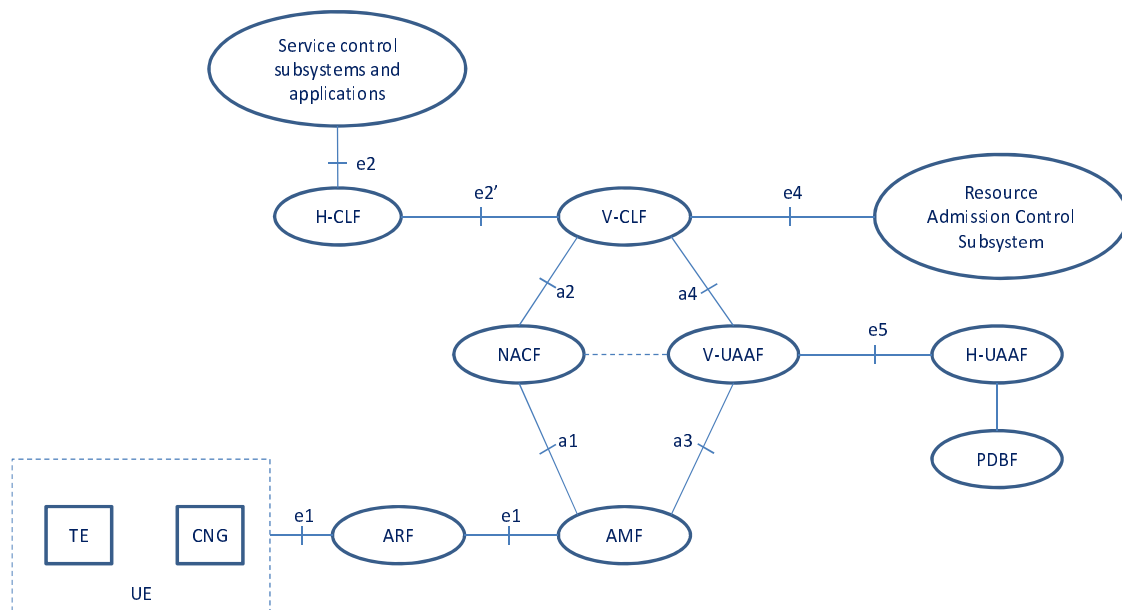 Service control
subsystems and
applications
e2
H-CLF
e2’
V-CLF
e4
Resource
Admission Control
Subsystem
a2
a4
NACF
V-UAAF
e5
H-UAAF
a1
a3
PDBF
TE
CNG
UE
e1
ARF
e1
AMF